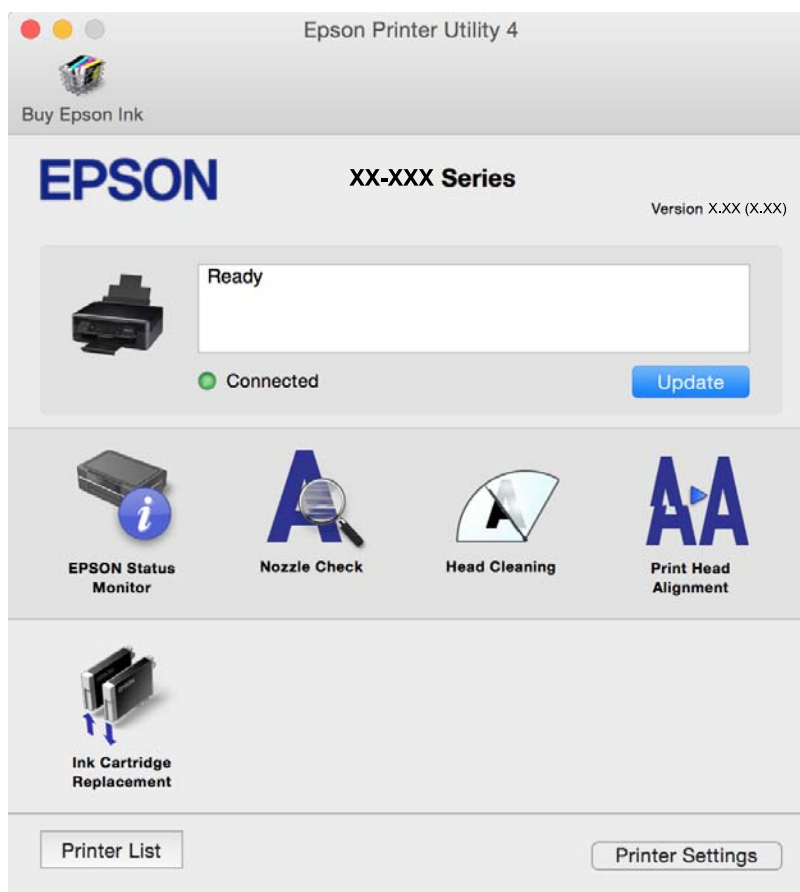 Epson Printer Utility 4
Buy Epson Ink
EPSON
XX-XXX Series
Version X.XX (X.XX)
Ready
Connected
Update
EPSON Status
Monitor
Nozzle Check
Head Cleaning
Print Head
Alignment
Ink Cartridge
Replacement
Printer List
Printer Settings